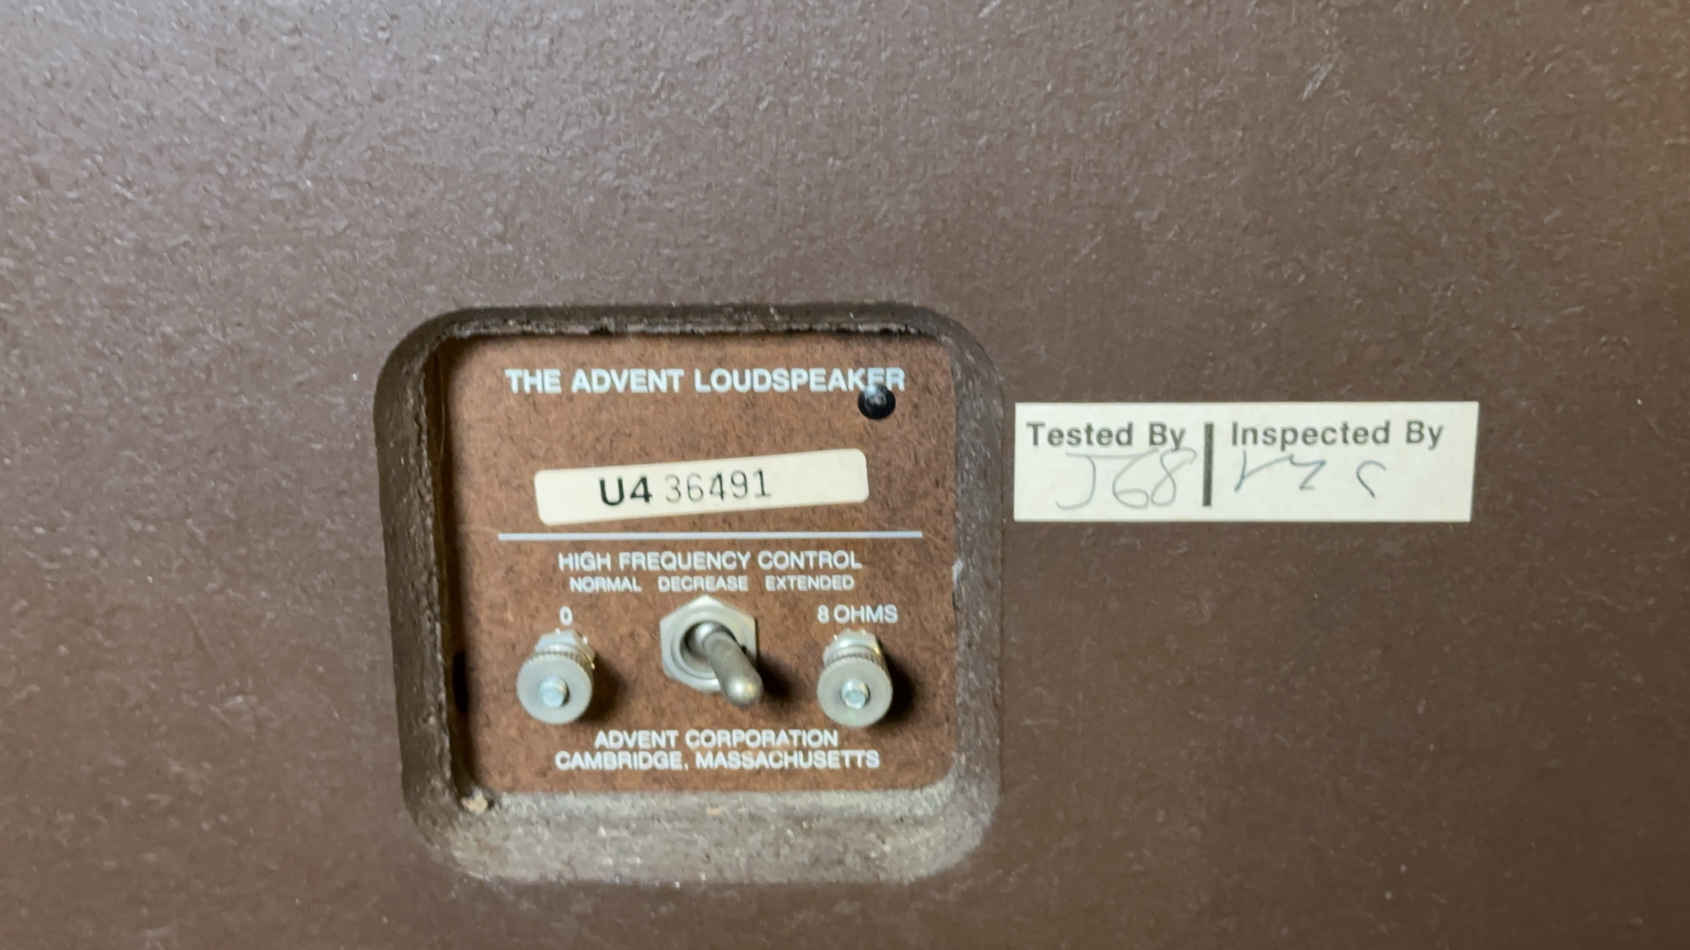 THE ADVENT LOUDSPEAKER
U4 36491
HIGH FREQUENCY CONTROL
NORMAL DECREASE EXTENDED
0 8 OHMS
ADVENT CORPORATION
CAMBRIDGE, MASSACHUSETTS
Tested By Inspected By
J68